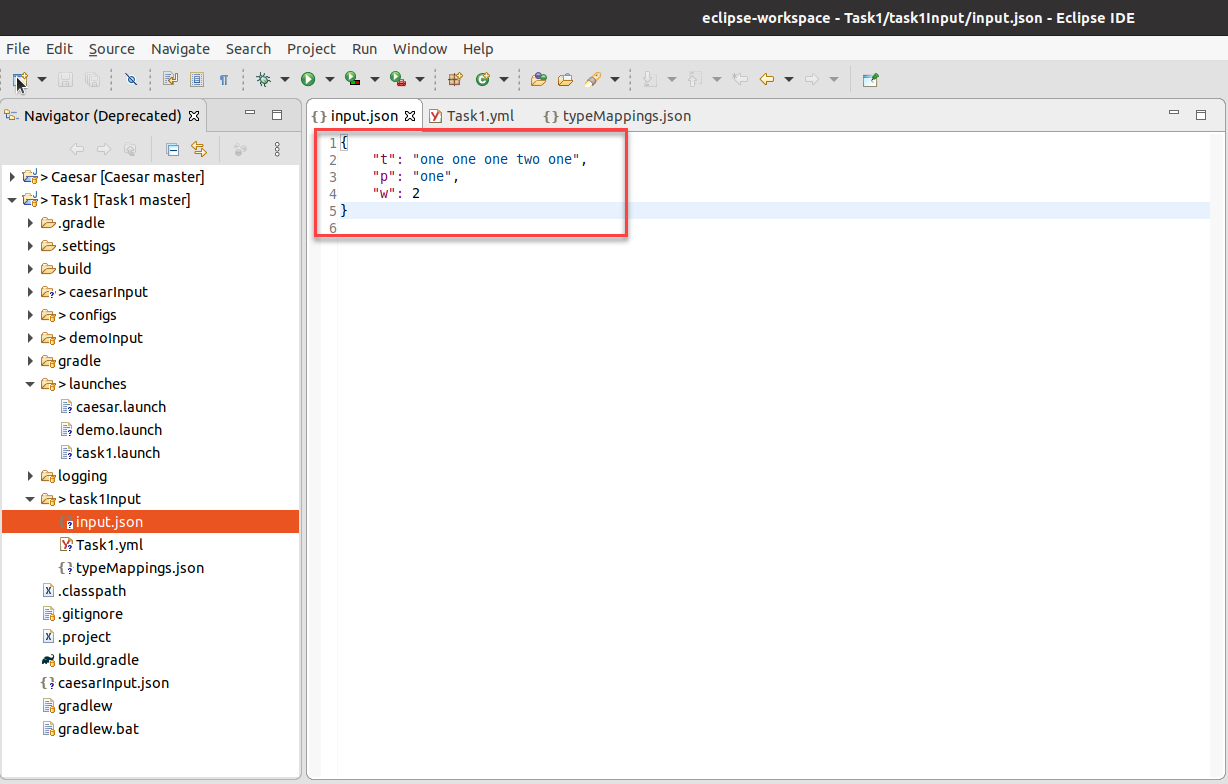 eclipse-workspace - Task1/task1Input/input.json - Eclipse IDE
File Edit Source Navigate Search Project Run Window Help
Navigator (Deprecated)
> Caesar [Caesar master]
> Task1 [Task1 master]
.gradle
.settings
build
> caesarInput
> configs
> demoInput
gradle
> launches
caesar.launch
demo.launch
task1.launch
logging
> task1Input
input.json
Task1.yml
typeMappings.json
.classpath
.gitignore
.project
build.gradle
caesarInput.json
gradlew
gradlew.bat
{} input.json Task1.yml {} typeMappings.json
1 {
2 "t": "one one one two one",
3 "p": "one",
4 "w": 2
5 }
6